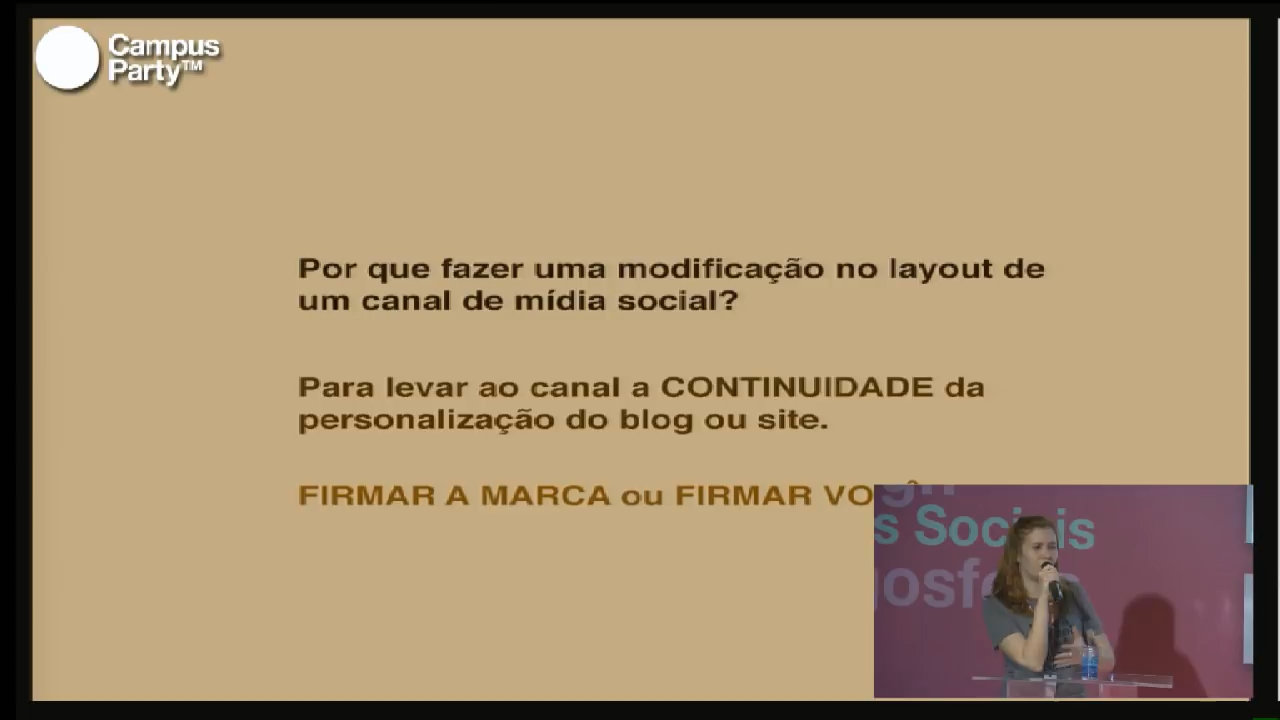 Campus
Party™
Por que fazer uma modificação no layout de
um canal de mídia social?
Para levar ao canal a CONTINUIDADE da
personalização do blog ou site.
FIRMAR A MARCA ou FIRMAR
s Sociais